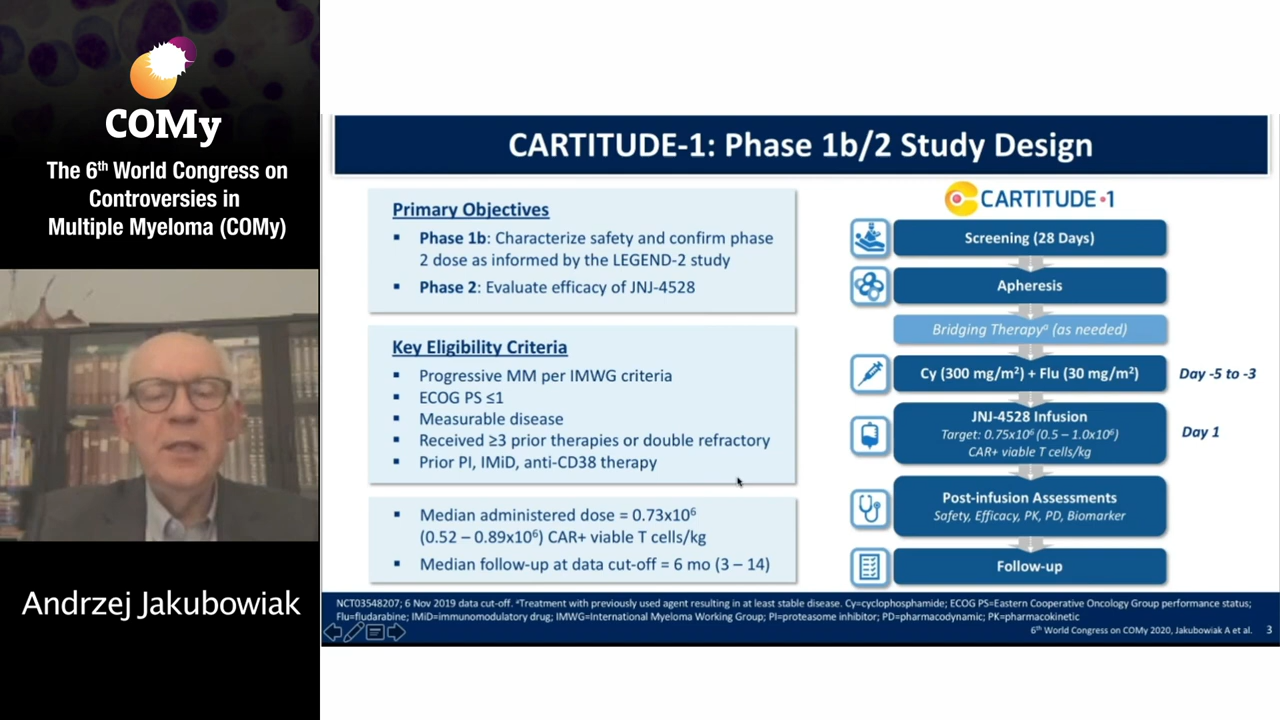 COMy
The 6th World Congress on
Controversies in
Multiple Myeloma (COMy)
Andrzej Jakubowiak
CARTITUDE-1: Phase 1b/2 Study Design
Primary Objectives
▪ Phase 1b: Characterize safety and confirm phase
2 dose as informed by the LEGEND-2 study
▪ Phase 2: Evaluate efficacy of JNJ-4528
Key Eligibility Criteria
▪ Progressive MM per IMWG criteria
▪ ECOG PS ≤1
▪ Measurable disease
▪ Received ≥3 prior therapies or double refractory
▪ Prior PI, IMiD, anti-CD38 therapy
▪ Median administered dose = 0.73x10⁶
(0.52 – 0.89x10⁶) CAR+ viable T cells/kg
▪ Median follow-up at data cut-off = 6 mo (3 – 14)
CARTITUDE-1
Screening (28 Days)
Apheresis
Bridging Therapyᵃ (as needed)
Cy (300 mg/m²) + Flu (30 mg/m²)
Day -5 to -3
JNJ-4528 Infusion
Target: 0.75x10⁶ (0.5 – 1.0x10⁶)
CAR+ viable T cells/kg
Day 1
Post-infusion Assessments
Safety, Efficacy, PK, PD, Biomarker
Follow-up
NCT03548207; 6 Nov 2019 data cut-off. ᵃTreatment with previously used agent resulting in at least stable disease. Cy=cyclophosphamide; ECOG PS=Eastern Cooperative Oncology Group performance status;
Flu=fludarabine; IMiD=immunomodulatory drug; IMWG=International Myeloma Working Group; PI=proteasome inhibitor; PD=pharmacodynamic; PK=pharmacokinetic
6th World Congress on COMy 2020, Jakubowiak A et al. 3